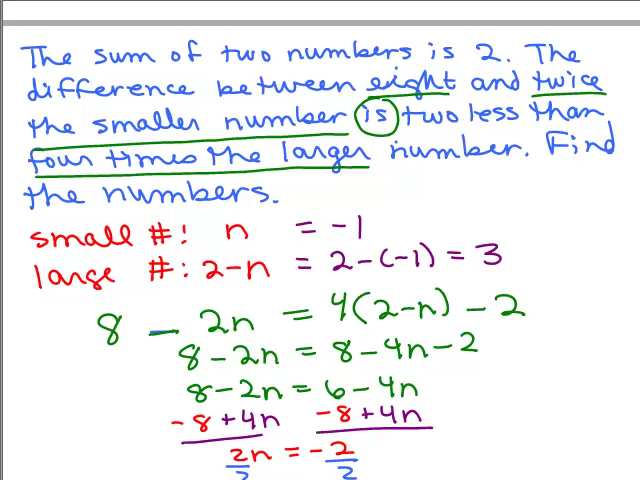 The sum of two numbers is 2. The
difference between eight and twice
the smaller number is two less than
four times the larger number. Find
the numbers.
small #: n = -1
large #: 2-n = 2-(-1) = 3
8 - 2n = 4(2-n) - 2
8-2n = 8-4n-2
8-2n = 6-4n
-8 +4n -8 +4n
2n = -2
2 2